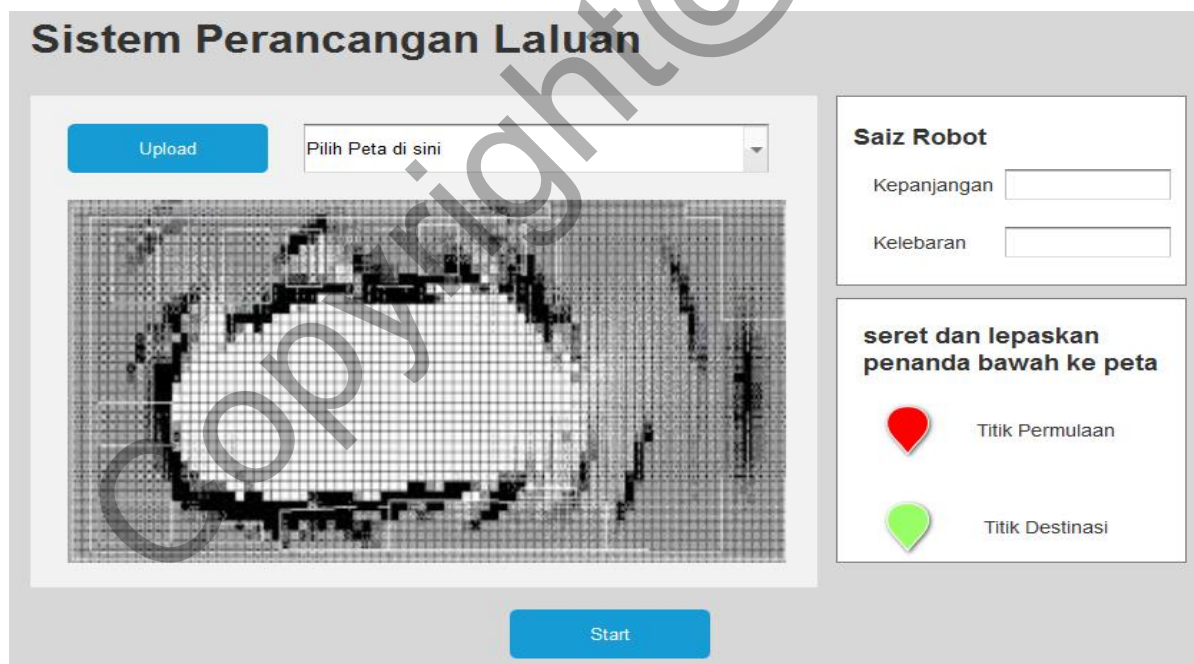 Sistem Perancangan Laluan
Upload
Pilih Peta di sini
Saiz Robot
Kepanjangan
Kelebaran
seret dan lepaskan
penanda bawah ke peta
Titik Permulaan
Titik Destinasi
Start
Copyright©